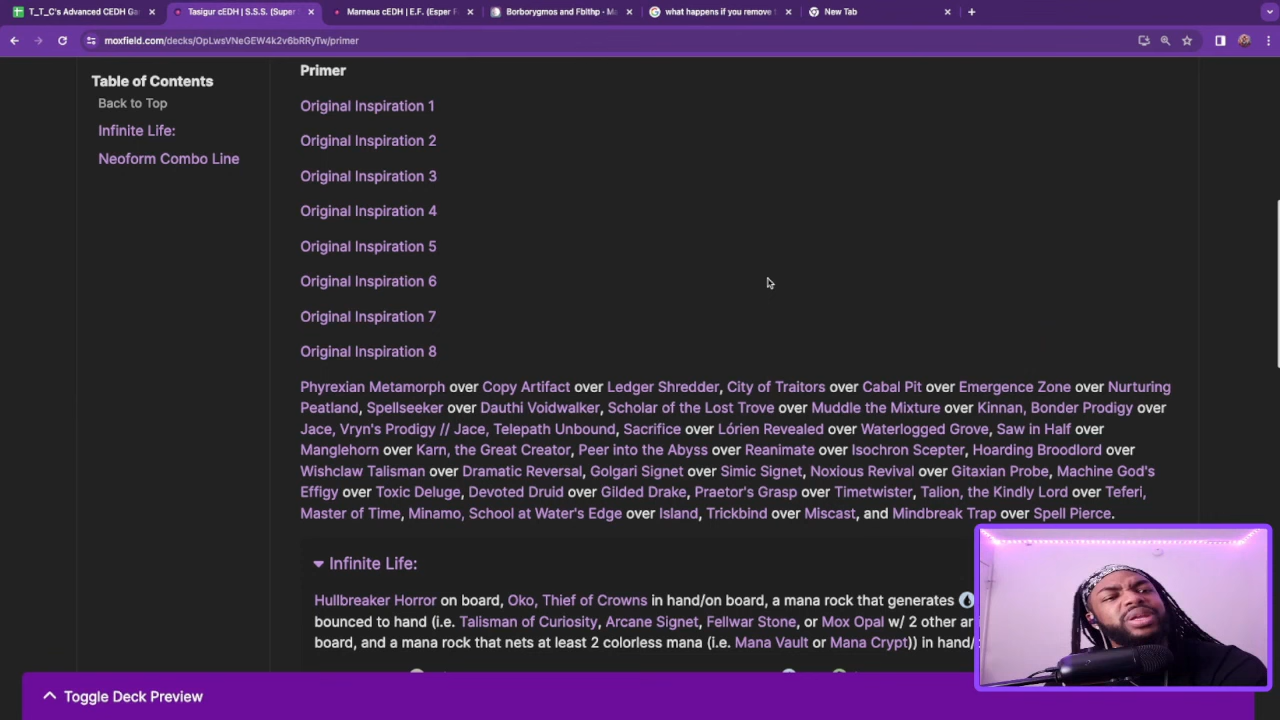 T_T_C's Advanced CEDH Ga
Tasigur cEDH | S.S.S. {Super
Marneus cEDH | E.F. {Esper F
Borborygmos and Fblthp - M
what happens if you remove
New Tab
moxfield.com/decks/OpLwsVNeGEW4k2v6bRRyTw/primer
Table of Contents
Back to Top
Infinite Life:
Neoform Combo Line
Primer
Original Inspiration 1
Original Inspiration 2
Original Inspiration 3
Original Inspiration 4
Original Inspiration 5
Original Inspiration 6
Original Inspiration 7
Original Inspiration 8
Phyrexian Metamorph over Copy Artifact over Ledger Shredder, City of Traitors over Cabal Pit over Emergence Zone over Nurturing
Peatland, Spellseeker over Dauthi Voidwalker, Scholar of the Lost Trove over Muddle the Mixture over Kinnan, Bonder Prodigy over
Jace, Vryn's Prodigy // Jace, Telepath Unbound, Sacrifice over Lórien Revealed over Waterlogged Grove, Saw in Half over
Manglehorn over Karn, the Great Creator, Peer into the Abyss over Reanimate over Isochron Scepter, Hoarding Broodlord over
Wishclaw Talisman over Dramatic Reversal, Golgari Signet over Simic Signet, Noxious Revival over Gitaxian Probe, Machine God's
Effigy over Toxic Deluge, Devoted Druid over Gilded Drake, Praetor's Grasp over Timetwister, Talion, the Kindly Lord over Teferi,
Master of Time, Minamo, School at Water's Edge over Island, Trickbind over Miscast, and Mindbreak Trap over Spell Pierce.
Infinite Life:
Hullbreaker Horror on board, Oko, Thief of Crowns in hand/on board, a mana rock that generates
bounced to hand (i.e. Talisman of Curiosity, Arcane Signet, Fellwar Stone, or Mox Opal w/ 2 other ar
board, and a mana rock that nets at least 2 colorless mana (i.e. Mana Vault or Mana Crypt)) in hand/
Toggle Deck Preview